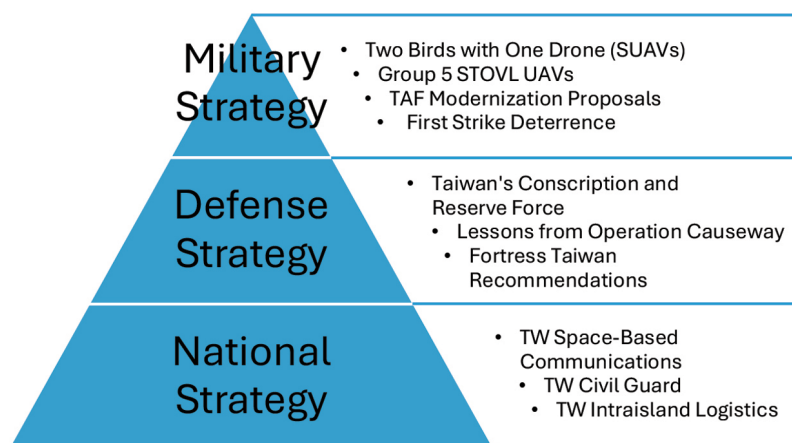 Military
Strategy
• Two Birds with One Drone (SUAVs)
• Group 5 STOVL UAVs
• TAF Modernization Proposals
• First Strike Deterrence
Defense
Strategy
• Taiwan's Conscription and
Reserve Force
• Lessons from Operation Causeway
• Fortress Taiwan
Recommendations
National
Strategy
• TW Space-Based
Communications
• TW Civil Guard
• TW Intraisland Logistics